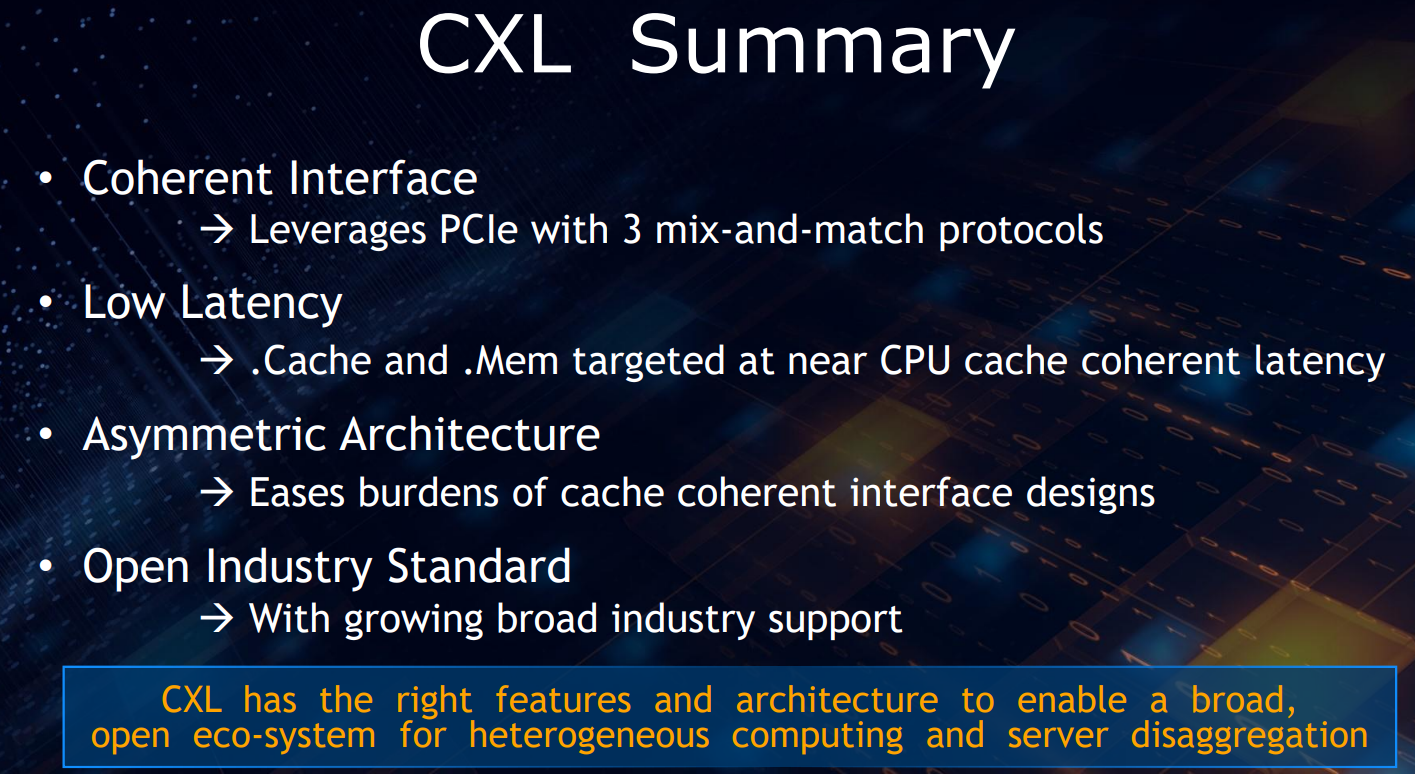 CXL Summary
• Coherent Interface
→ Leverages PCIe with 3 mix-and-match protocols
• Low Latency
→ .Cache and .Mem targeted at near CPU cache coherent latency
• Asymmetric Architecture
→ Eases burdens of cache coherent interface designs
• Open Industry Standard
→ With growing broad industry support
CXL has the right features and architecture to enable a broad,
open eco-system for heterogeneous computing and server disaggregation